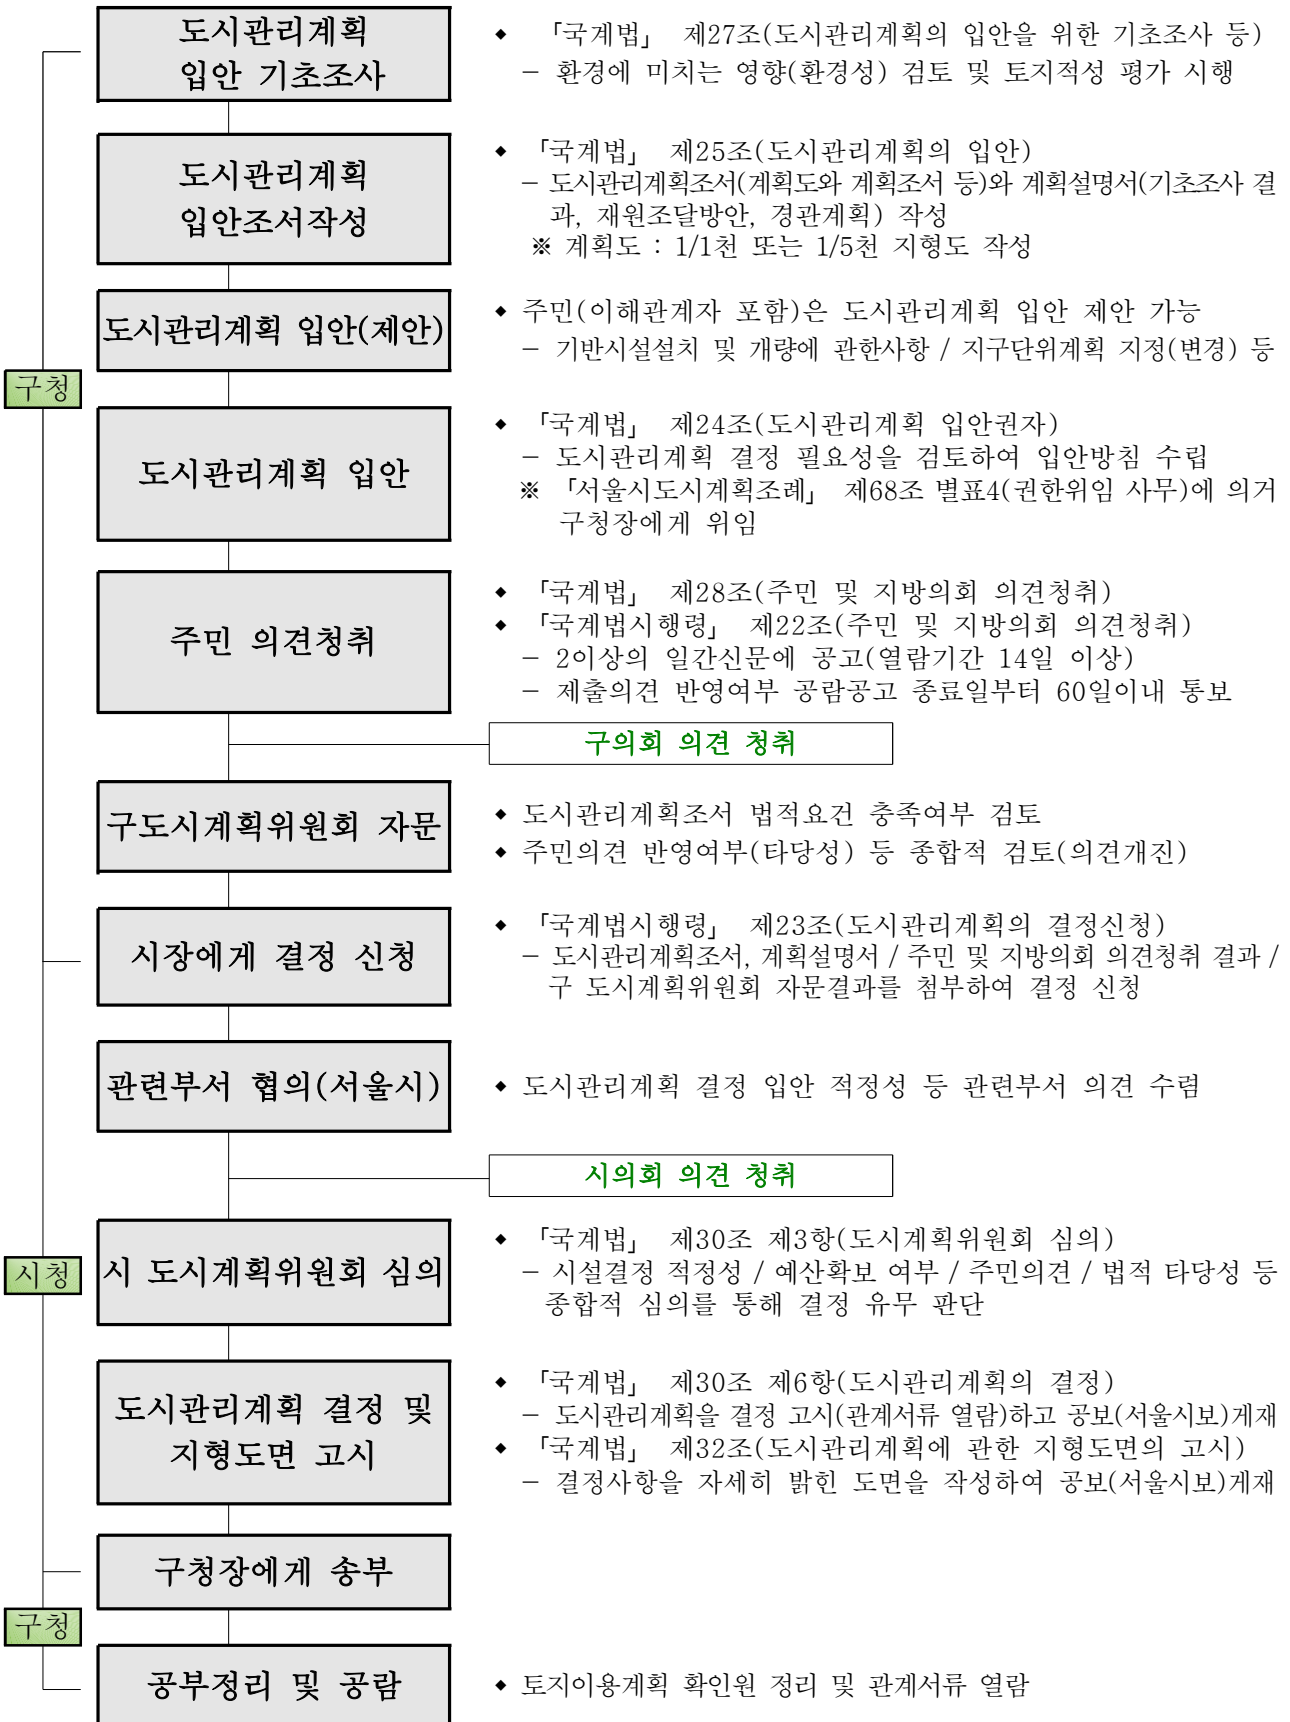 도시관리계획
입안 기초조사
◆ 「국계법」 제27조(도시관리계획의 입안을 위한 기초조사 등)
- 환경에 미치는 영향(환경성) 검토 및 토지적성 평가 시행
도시관리계획
입안조서작성
◆ 「국계법」 제25조(도시관리계획의 입안)
- 도시관리계획조서(계획도와 계획조서 등)와 계획설명서(기초조사 결
과, 재원조달방안, 경관계획) 작성
※ 계획도 : 1/1천 또는 1/5천 지형도 작성
도시관리계획 입안(제안)
◆ 주민(이해관계자 포함)은 도시관리계획 입안 제안 가능
- 기반시설설치 및 개량에 관한사항 / 지구단위계획 지정(변경) 등
구청
도시관리계획 입안
◆ 「국계법」 제24조(도시관리계획 입안권자)
- 도시관리계획 결정 필요성을 검토하여 입안방침 수립
※ 「서울시도시계획조례」 제68조 별표4(권한위임 사무)에 의거
구청장에게 위임
주민 의견청취
◆ 「국계법」 제28조(주민 및 지방의회 의견청취)
◆ 「국계법시행령」 제22조(주민 및 지방의회 의견청취)
- 2이상의 일간신문에 공고(열람기간 14일 이상)
- 제출의견 반영여부 공람공고 종료일부터 60일이내 통보
구의회 의견 청취
구도시계획위원회 자문
◆ 도시관리계획조서 법적요건 충족여부 검토
◆ 주민의견 반영여부(타당성) 등 종합적 검토(의견개진)
시장에게 결정 신청
◆ 「국계법시행령」 제23조(도시관리계획의 결정신청)
- 도시관리계획조서, 계획설명서 / 주민 및 지방의회 의견청취 결과 /
구 도시계획위원회 자문결과를 첨부하여 결정 신청
관련부서 협의(서울시)
◆ 도시관리계획 결정 입안 적정성 등 관련부서 의견 수렴
시의회 의견 청취
시청
시 도시계획위원회 심의
◆ 「국계법」 제30조 제3항(도시계획위원회 심의)
- 시설결정 적정성 / 예산확보 여부 / 주민의견 / 법적 타당성 등
종합적 심의를 통해 결정 유무 판단
도시관리계획 결정 및
지형도면 고시
◆ 「국계법」 제30조 제6항(도시관리계획의 결정)
- 도시관리계획을 결정 고시(관계서류 열람)하고 공보(서울시보)게재
◆ 「국계법」 제32조(도시관리계획에 관한 지형도면의 고시)
- 결정사항을 자세히 밝힌 도면을 작성하여 공보(서울시보)게재
구청장에게 송부
구청
공부정리 및 공람
◆ 토지이용계획 확인원 정리 및 관계서류 열람